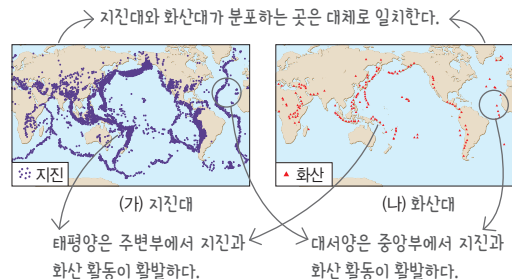 지진대와 화산대가 분포하는 곳은 대체로 일치한다.
지진
화산
(가) 지진대
(나) 화산대
태평양은 주변부에서 지진과
화산 활동이 활발하다.
대서양은 중앙부에서 지진과
화산 활동이 활발하다.